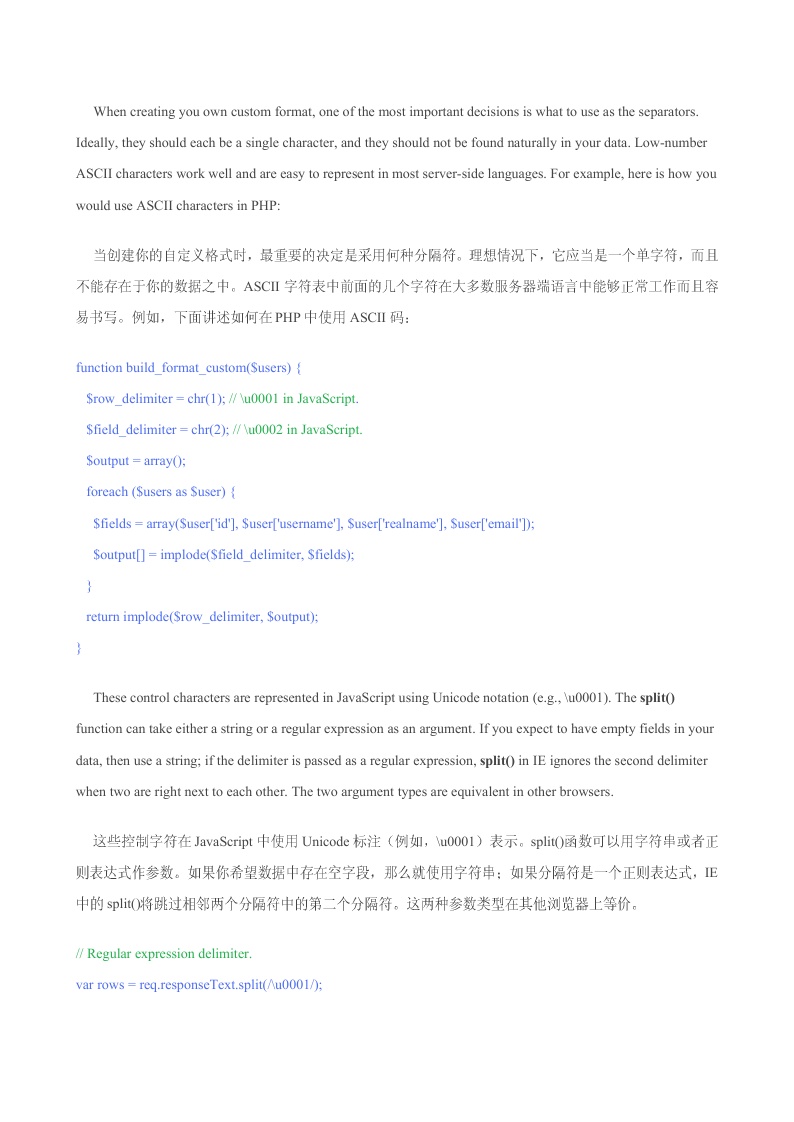 When creating you own custom format, one of the most important decisions is what to use as the separators.
Ideally, they should each be a single character, and they should not be found naturally in your data. Low-number
ASCII characters work well and are easy to represent in most server-side languages. For example, here is how you
would use ASCII characters in PHP:
当创建你的自定义格式时，最重要的决定是采用何种分隔符。理想情况下，它应当是一个单字符，而且
不能存在于你的数据之中。ASCII 字符表中前面的几个字符在大多数服务器端语言中能够正常工作而且容
易书写。例如，下面讲述如何在 PHP 中使用 ASCII 码：
function build_format_custom($users) {
$row_delimiter = chr(1); // \u0001 in JavaScript.
$field_delimiter = chr(2); // \u0002 in JavaScript.
$output = array();
foreach ($users as $user) {
$fields = array($user['id'], $user['username'], $user['realname'], $user['email']);
$output[] = implode($field_delimiter, $fields);
}
return implode($row_delimiter, $output);
}
These control characters are represented in JavaScript using Unicode notation (e.g., \u0001). The split()
function can take either a string or a regular expression as an argument. If you expect to have empty fields in your
data, then use a string; if the delimiter is passed as a regular expression, split() in IE ignores the second delimiter
when two are right next to each other. The two argument types are equivalent in other browsers.
这些控制字符在 JavaScript 中使用 Unicode 标注（例如，\u0001）表示。split()函数可以用字符串或者正
则表达式作参数。如果你希望数据中存在空字段，那么就使用字符串；如果分隔符是一个正则表达式，IE
中的 split()将跳过相邻两个分隔符中的第二个分隔符。这两种参数类型在其他浏览器上等价。
// Regular expression delimiter.
var rows = req.responseText.split(/\u0001/);